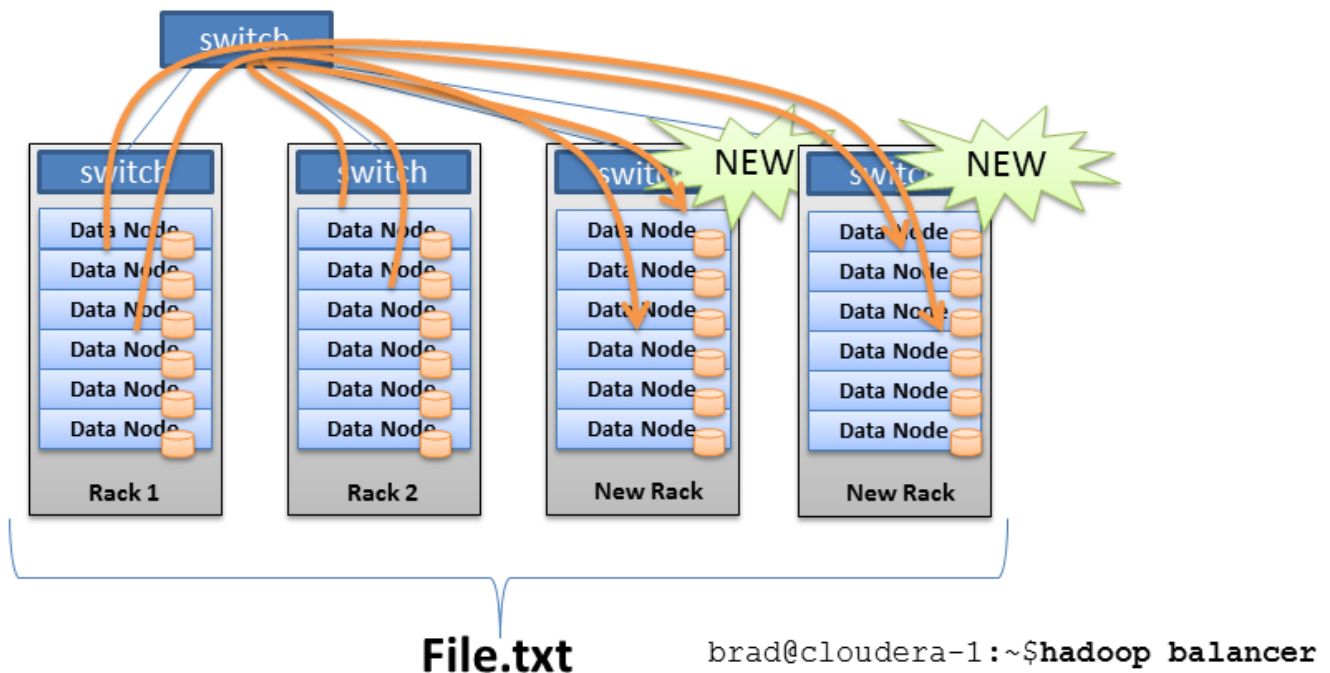 switch
switch
switch
switch
NEW
switch
NEW
Data Node
Data Node
Data Node
Data Node
Data Node
Data Node
Rack 1
Data Node
Data Node
Data Node
Data Node
Data Node
Data Node
Rack 2
Data Node
Data Node
Data Node
Data Node
Data Node
Data Node
New Rack
Data Node
Data Node
Data Node
Data Node
Data Node
Data Node
New Rack
File.txt
brad@cloudera-1:~$hadoop balancer